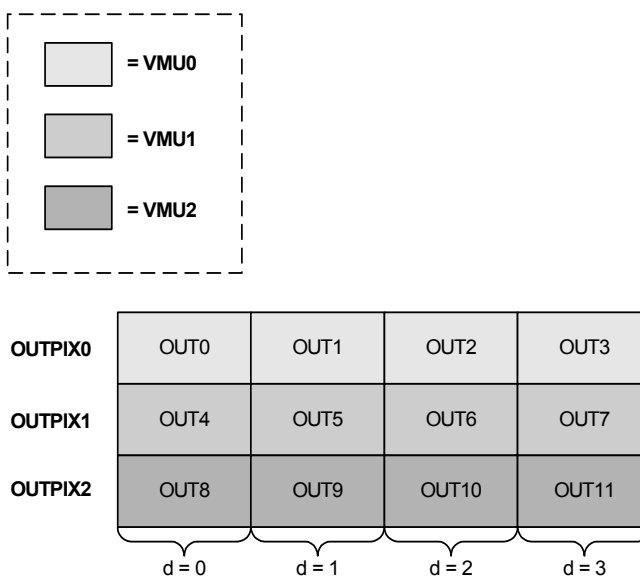 = VMU0
= VMU1
= VMU2
OUTPIX0 OUT0 OUT1 OUT2 OUT3
OUTPIX1 OUT4 OUT5 OUT6 OUT7
OUTPIX2 OUT8 OUT9 OUT10 OUT11
d = 0 d = 1 d = 2 d = 3